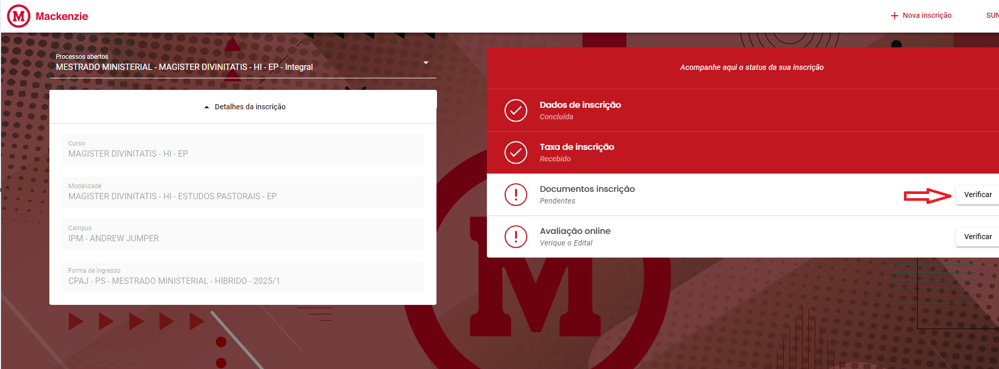 M Mackenzie
Nova inscrição
SUN
Processos abertos
MESTRADO MINISTERIAL - MAGISTER DIVINITATIS - HI - EP - Integral
Detalhes da inscrição
Curso
MAGISTER DIVINITATIS - HI - EP
Modalidade
MAGISTER DIVINITATIS - HI - ESTUDOS PASTORAIS - EP
Campus
IPM - ANDREW JUMPER
Forma de ingresso
CPAJ - PS - MESTRADO MINISTERIAL - HÍBRIDO - 2025/1
Acompanhe aqui o status da sua inscrição
Dados de inscrição
Concluída
Taxa de inscrição
Recebido
Documentos inscrição
Pendentes
Verificar
Avaliação online
Verique o Edital
Verificar
M